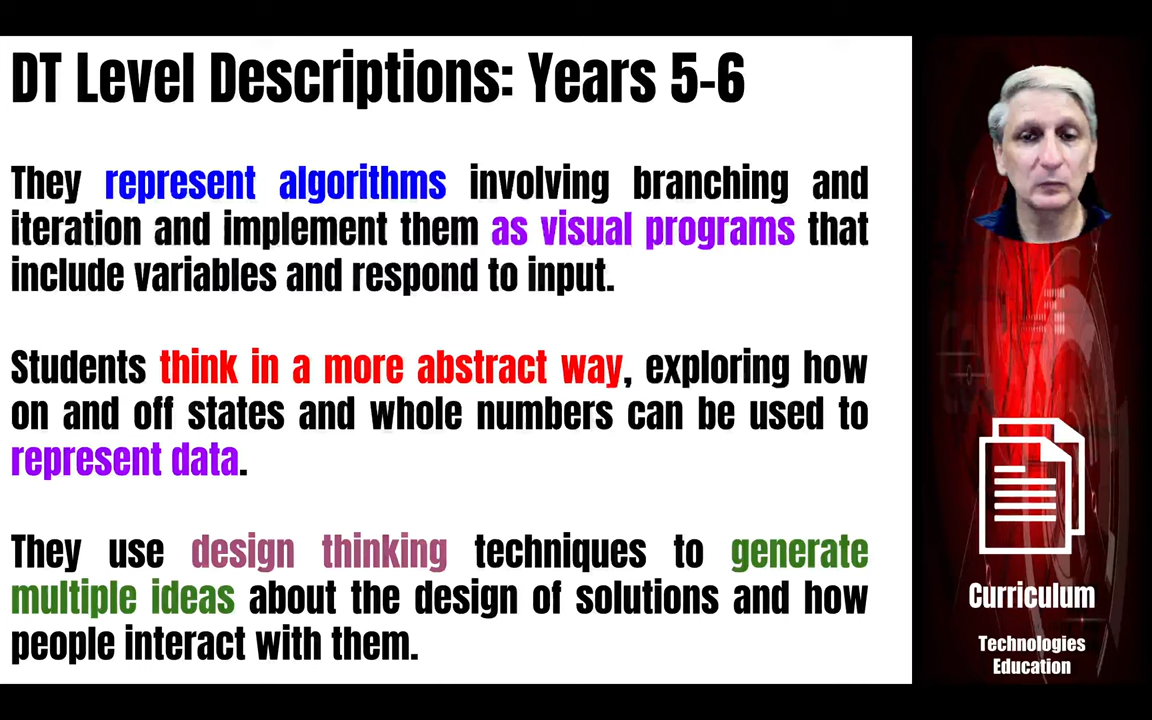 DT Level Descriptions: Years 5-6
They represent algorithms involving branching and
iteration and implement them as visual programs that
include variables and respond to input.
Students think in a more abstract way, exploring how
on and off states and whole numbers can be used to
represent data.
They use design thinking techniques to generate
multiple ideas about the design of solutions and how
people interact with them.
Curriculum
Technologies
Education